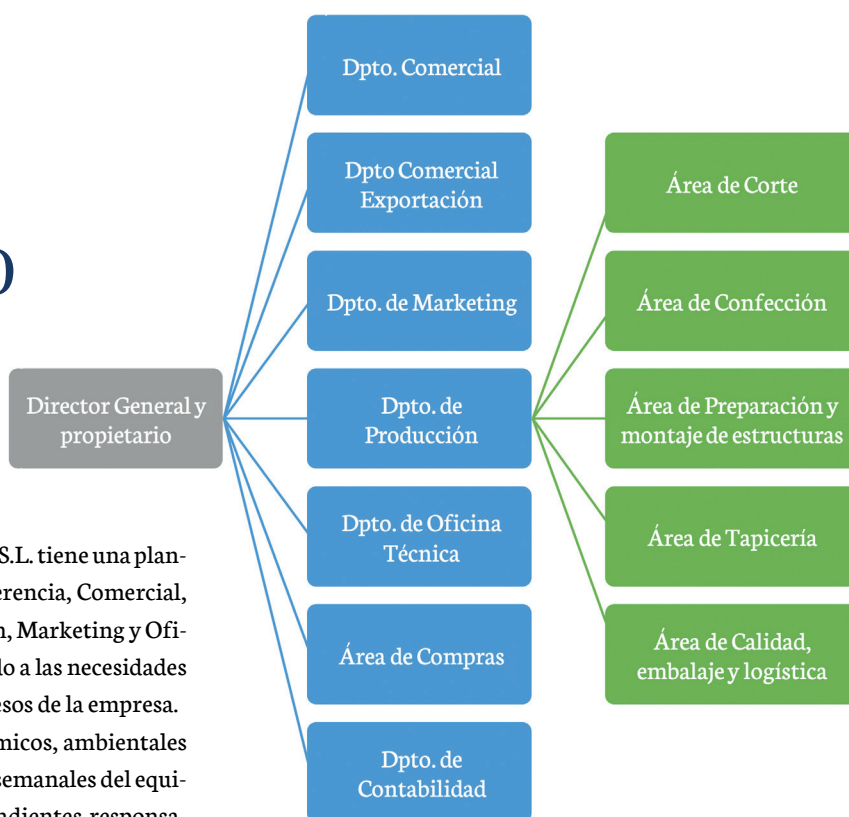 O
Director General y
propietario
Dpto. Comercial
Dpto Comercial
Exportación
Dpto. de Marketing
Dpto. de
Producción
Dpto. de Oficina
Técnica
Área de Compras
Dpto. de
Contabilidad
Área de Corte
Área de Confección
Área de Preparación y
montaje de estructuras
Área de Tapicería
Área de Calidad,
embalaje y logística
S.L. tiene una plan-
erencia, Comercial,
n, Marketing y Ofi-
lo a las necesidades
esos de la empresa.
micos, ambientales
semanales del equi-
ndientes responsa-